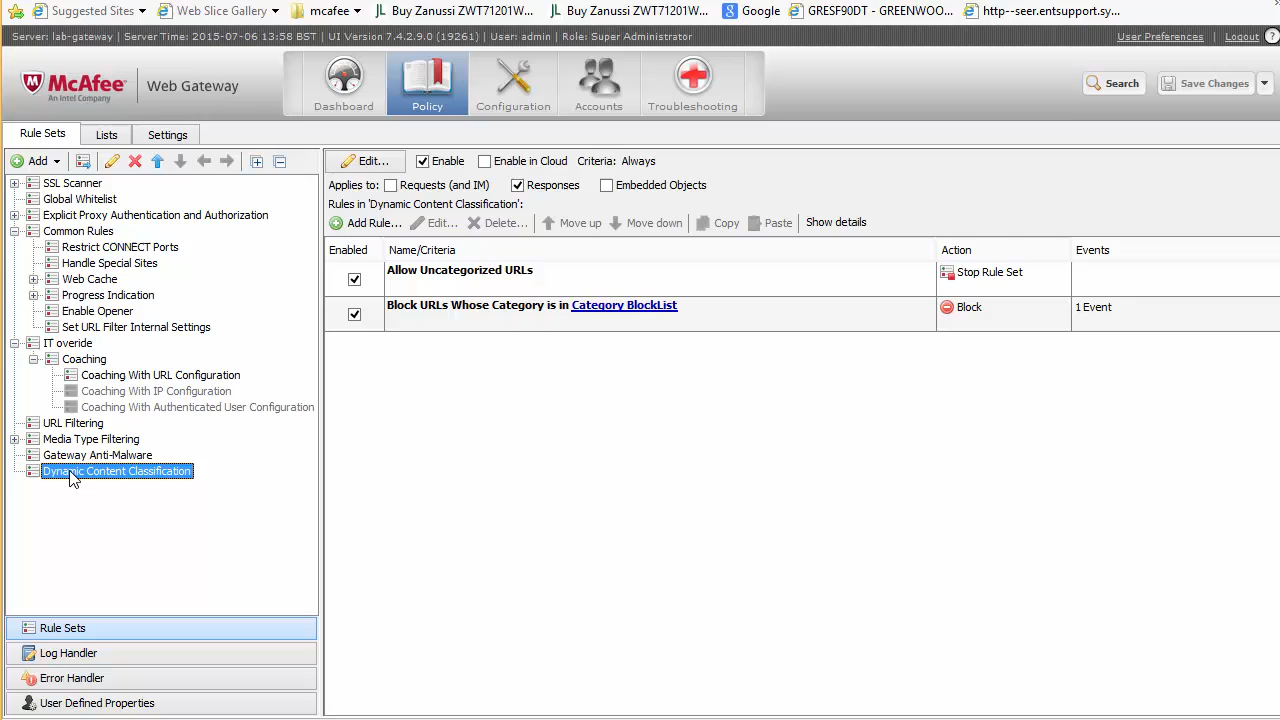 Suggested Sites Web Slice Gallery mcafee Buy Zanussi ZWT71201W... Buy Zanussi ZWT71201W... Google GRESF90DT - GREENWOO... http--seer.entsupport.sy...
Server: lab-gateway | Server Time: 2015-07-06 13:58 BST | UI Version 7.4.2.9.0 (19261) | User: admin | Role: Super Administrator User Preferences | Logout ?
McAfee An Intel Company Web Gateway
Dashboard Policy Configuration Accounts Troubleshooting
Search Save Changes
Rule Sets Lists Settings
Add
SSL Scanner
Global Whitelist
Explicit Proxy Authentication and Authorization
Common Rules
Restrict CONNECT Ports
Handle Special Sites
Web Cache
Progress Indication
Enable Opener
Set URL Filter Internal Settings
IT overide
Coaching
Coaching With URL Configuration
Coaching With IP Configuration
Coaching With Authenticated User Configuration
URL Filtering
Media Type Filtering
Gateway Anti-Malware
Dynamic Content Classification
Rule Sets
Log Handler
Error Handler
User Defined Properties
Edit... Enable Enable in Cloud Criteria: Always
Applies to: Requests (and IM) Responses Embedded Objects
Rules in 'Dynamic Content Classification':
Add Rule... Edit... Delete... Move up Move down Copy Paste Show details
Enabled Name/Criteria Action Events
Allow Uncategorized URLs Stop Rule Set
Block URLs Whose Category is in Category BlockList Block 1 Event